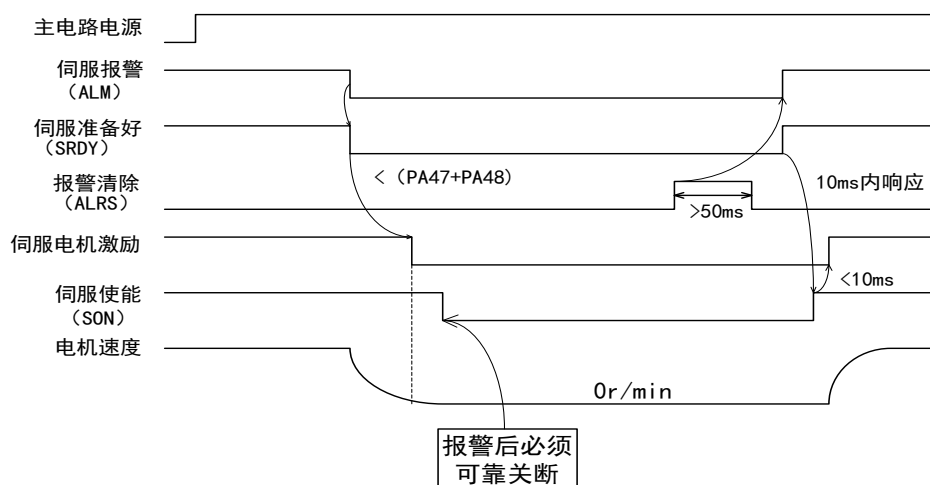 主电路电源
伺服报警
（ALM）
伺服准备好
（SRDY）
＜（PA47+PA48）
报警清除
（ALRS）
>50ms
10ms内响应
伺服电机激励
<10ms
伺服使能
（SON）
电机速度
0r/min
报警后必须
可靠关断